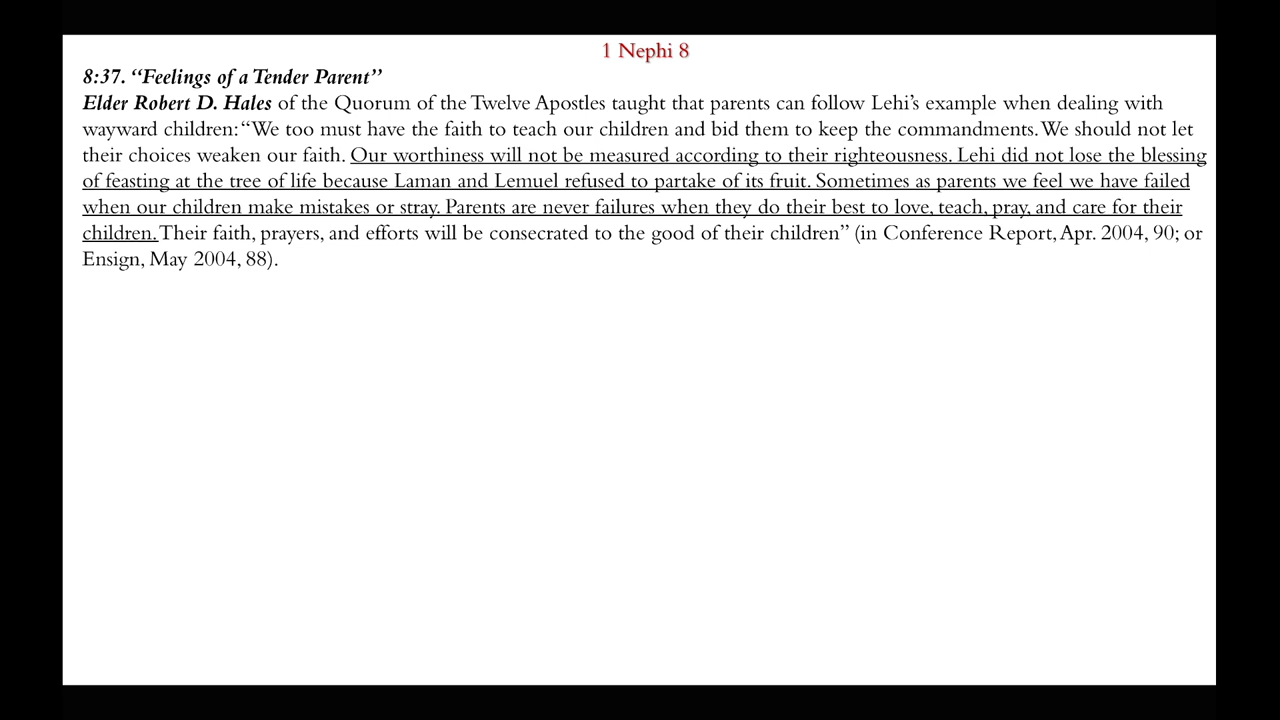 1 Nephi 8
8:37. “Feelings of a Tender Parent”
Elder Robert D. Hales of the Quorum of the Twelve Apostles taught that parents can follow Lehi’s example when dealing with
wayward children: “We too must have the faith to teach our children and bid them to keep the commandments. We should not let
their choices weaken our faith. Our worthiness will not be measured according to their righteousness. Lehi did not lose the blessing
of feasting at the tree of life because Laman and Lemuel refused to partake of its fruit. Sometimes as parents we feel we have failed
when our children make mistakes or stray. Parents are never failures when they do their best to love, teach, pray, and care for their
children. Their faith, prayers, and efforts will be consecrated to the good of their children” (in Conference Report, Apr. 2004, 90; or
Ensign, May 2004, 88).